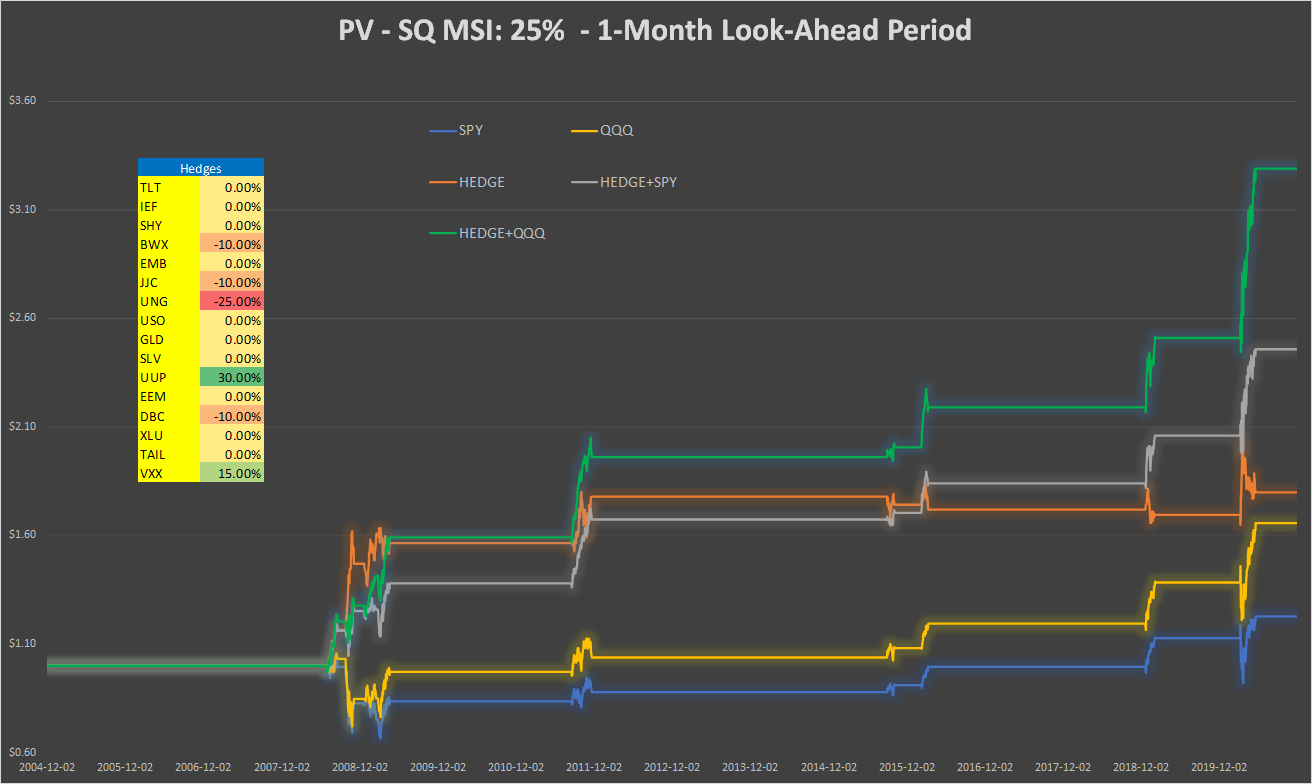 PV - SQ MSI: 25%  - 1-Month Look-Ahead Period
$3.60
SPY
QQQ
HEDGE
HEDGE+SPY
HEDGE+QQQ
Hedges
TLT 0.00%
IEF 0.00%
SHY 0.00%
BWX -10.00%
EMB 0.00%
JJC -10.00%
UNG -25.00%
USO 0.00%
GLD 0.00%
SLV 0.00%
UUP 30.00%
EEM 0.00%
DBC -10.00%
XLU 0.00%
TAIL 0.00%
VXX 15.00%
$3.10
$2.60
$2.10
$1.60
$1.10
$0.60
2004-12-02 2005-12-02 2006-12-02 2007-12-02 2008-12-02 2009-12-02 2010-12-02 2011-12-02 2012-12-02 2013-12-02 2014-12-02 2015-12-02 2016-12-02 2017-12-02 2018-12-02 2019-12-02